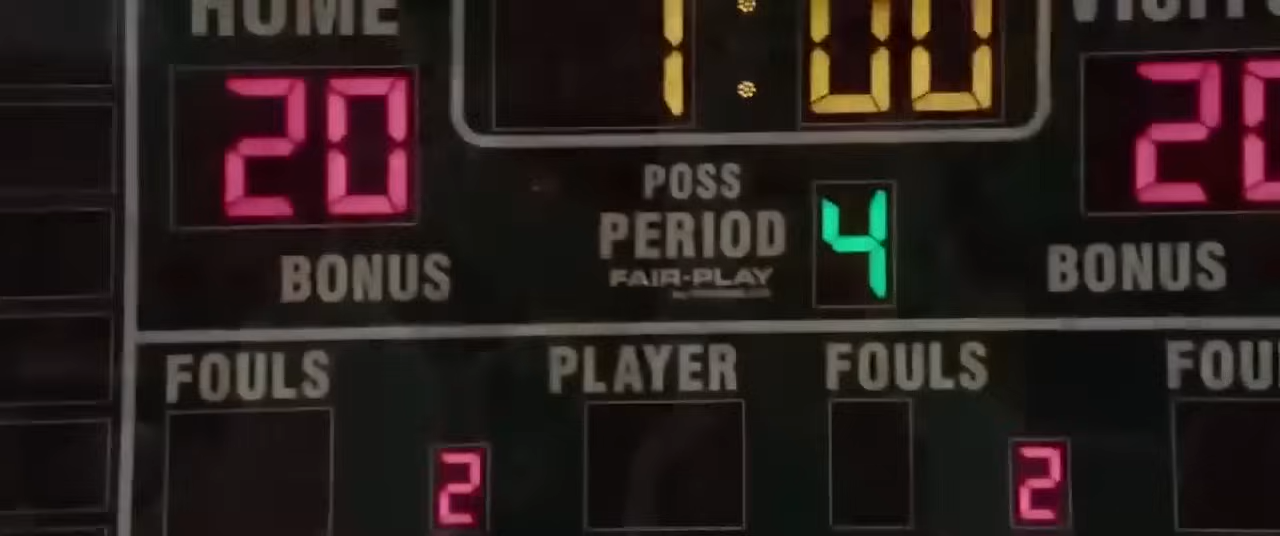 HOME
1:00
20
20
POSS
PERIOD
4
FAIR-PLAY
BONUS
BONUS
FOULS
PLAYER
FOULS
2
2